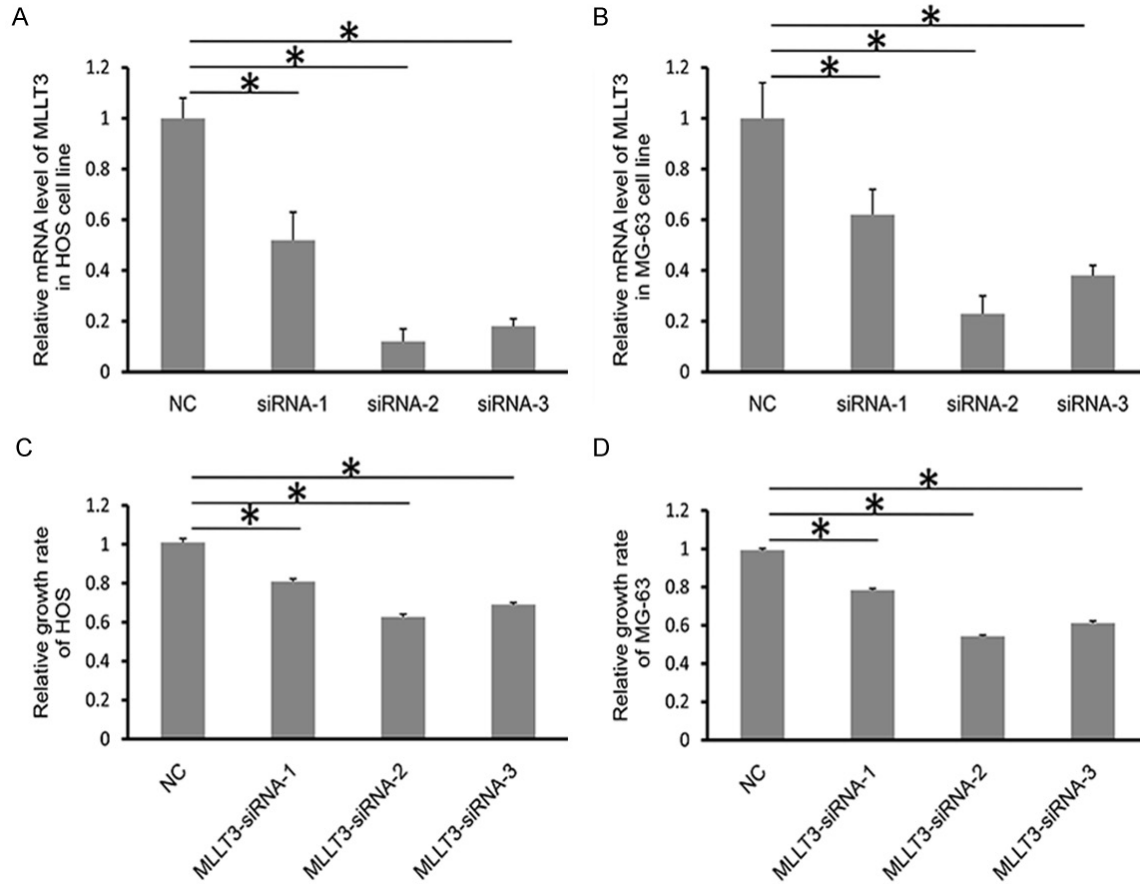 A
Relative mRNA level of MLLT3
in HOS cell line
1.2
1
0.8
0.6
0.4
0.2
0
*
*
*
NC siRNA-1 siRNA-2 siRNA-3
B
Relative mRNA level of MLLT3
in MG-63 cell line
1.2
1
0.8
0.6
0.4
0.2
0
*
*
*
NC siRNA-1 siRNA-2 siRNA-3
C
Relative growth rate
of HOS
1.2
1
0.8
0.6
0.4
0.2
0
*
*
*
NC
MLLT3-siRNA-1
MLLT3-siRNA-2
MLLT3-siRNA-3
D
Relative growth rate
of MG-63
1.2
1
0.8
0.6
0.4
0.2
0
*
*
*
NC
MLLT3-siRNA-1
MLLT3-siRNA-2
MLLT3-siRNA-3